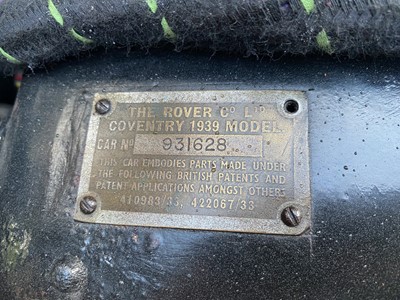 THE ROVER Cº LTD
COVENTRY 1939 MODEL
CAR Nº 931628
THIS CAR EMBODIES PARTS MADE UNDER
THE FOLLOWING BRITISH PATENTS AND
PATENT APPLICATIONS AMONGST OTHERS
410983/33, 422067/33